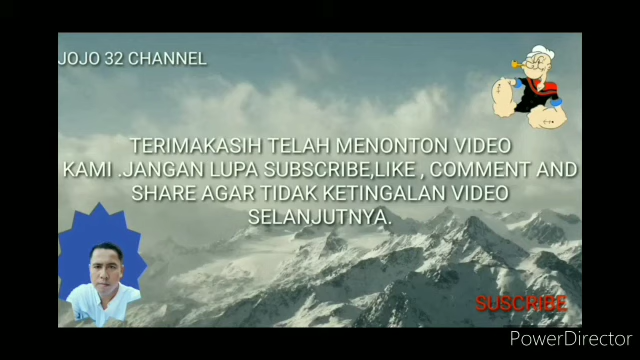 JOJO 32 CHANNEL
TERIMAKASIH TELAH MENONTON VIDEO
KAMI .JANGAN LUPA SUBSCRIBE,LIKE , COMMENT AND
SHARE AGAR TIDAK KETINGALAN VIDEO
SELANJUTNYA.
SUSCRIBE
PowerDirector